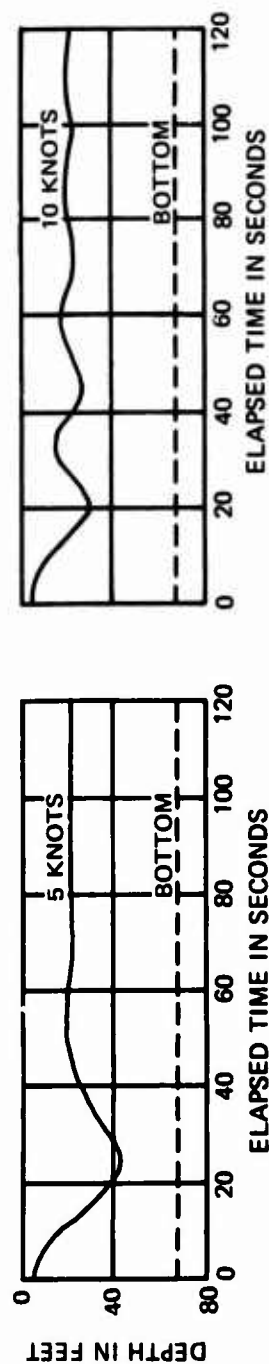 DEPTH IN FEET
0
40
80
5 KNOTS
BOTTOM
0 20 40 60 80 100 120
ELAPSED TIME IN SECONDS
10 KNOTS
BOTTOM
0 20 40 60 80 100 120
ELAPSED TIME IN SECONDS